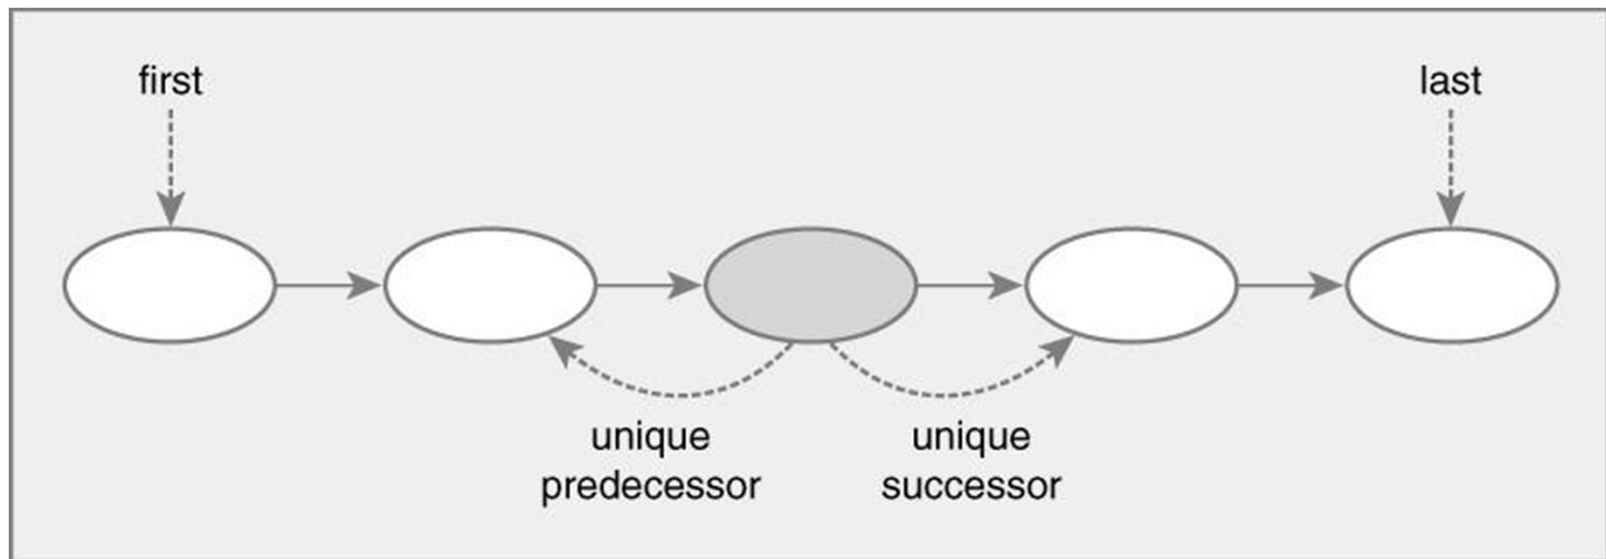 first
last
unique
predecessor
unique
successor